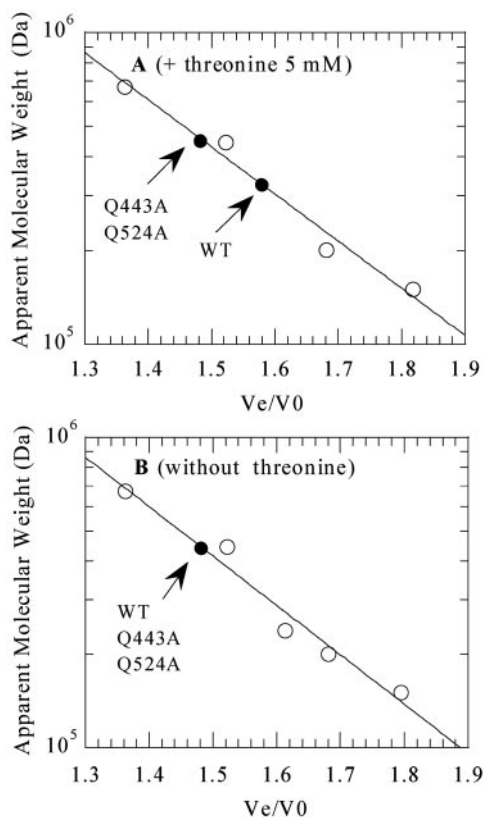 10^6
A (+ threonine 5 mM)
Apparent Molecular Weight (Da)
Q443A
Q524A
WT
10^5
1.3 1.4 1.5 1.6 1.7 1.8 1.9
Ve/V0
10^6
B (without threonine)
Apparent Molecular Weight (Da)
WT
Q443A
Q524A
10^5
1.3 1.4 1.5 1.6 1.7 1.8 1.9
Ve/V0